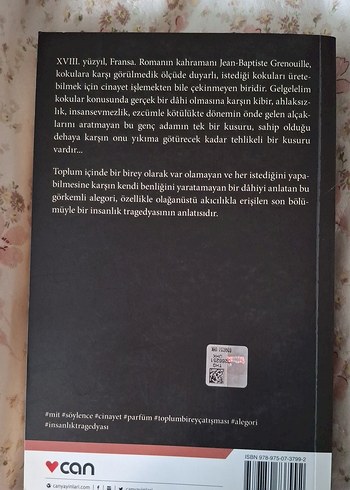 XVIII. yüzyıl, Fransa. Romanın kahramanı Jean-Baptiste Grenouille,
kokulara karşı görülmedik ölçüde duyarlı, istediği kokularıürete-
bilmek için cinayet işlemekten bile çekinmeyen biridir. Gelgelelim
kokular konusunda gerçek bir dâhi olmasına karşın kibir, ahlaksız-
lık, insansevmezlik, ezcümle kötülükte dönemin önde gelen alçak-
larını aratmayan bu genç adamın tek bir kusuru, sahip olduğu
dehaya karşın onu yıkıma götürecek kadar tehlikeli bir kusuru
vardır...
Toplum içinde bir birey olarak var olamayan ve her istediğini yapa-
bilmesine karşın kendi benliğini yaratamayan bir dâhiyi anlatan bu
görkemli alegori, özellikle olağanüstü akıcılıkla erişilen son bölü-
müyle bir insanlık tragedyasının anlatısıdır.
#mit #söylence #cinayet #parfüm #toplumbireyçatışması #alegori
#insanlıktragedyası
can
canyayinlari.com
ISBN 978-975-07-3799-2